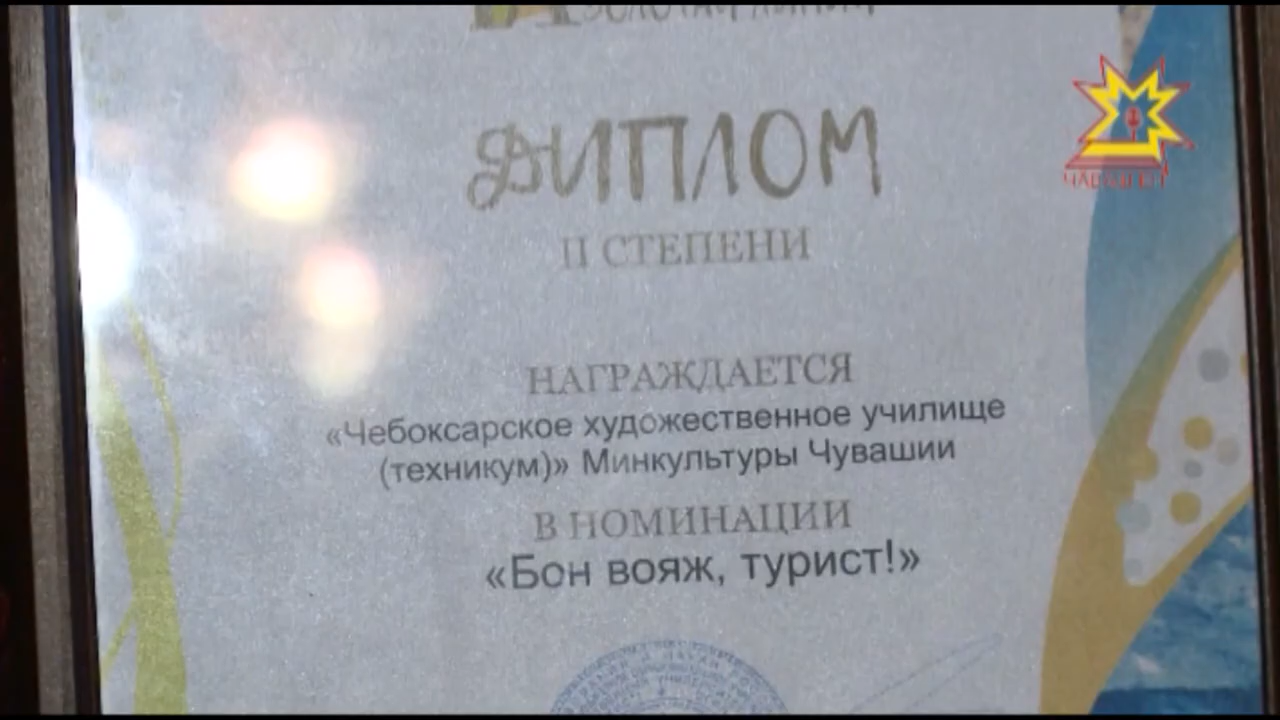 ДИПЛОМ
II СТЕПЕНИ
НАГРАЖДАЕТСЯ
«Чебоксарское художественное училище
(техникум)» Минкультуры Чувашии
В НОМИНАЦИИ
«Бон вояж, турист!»